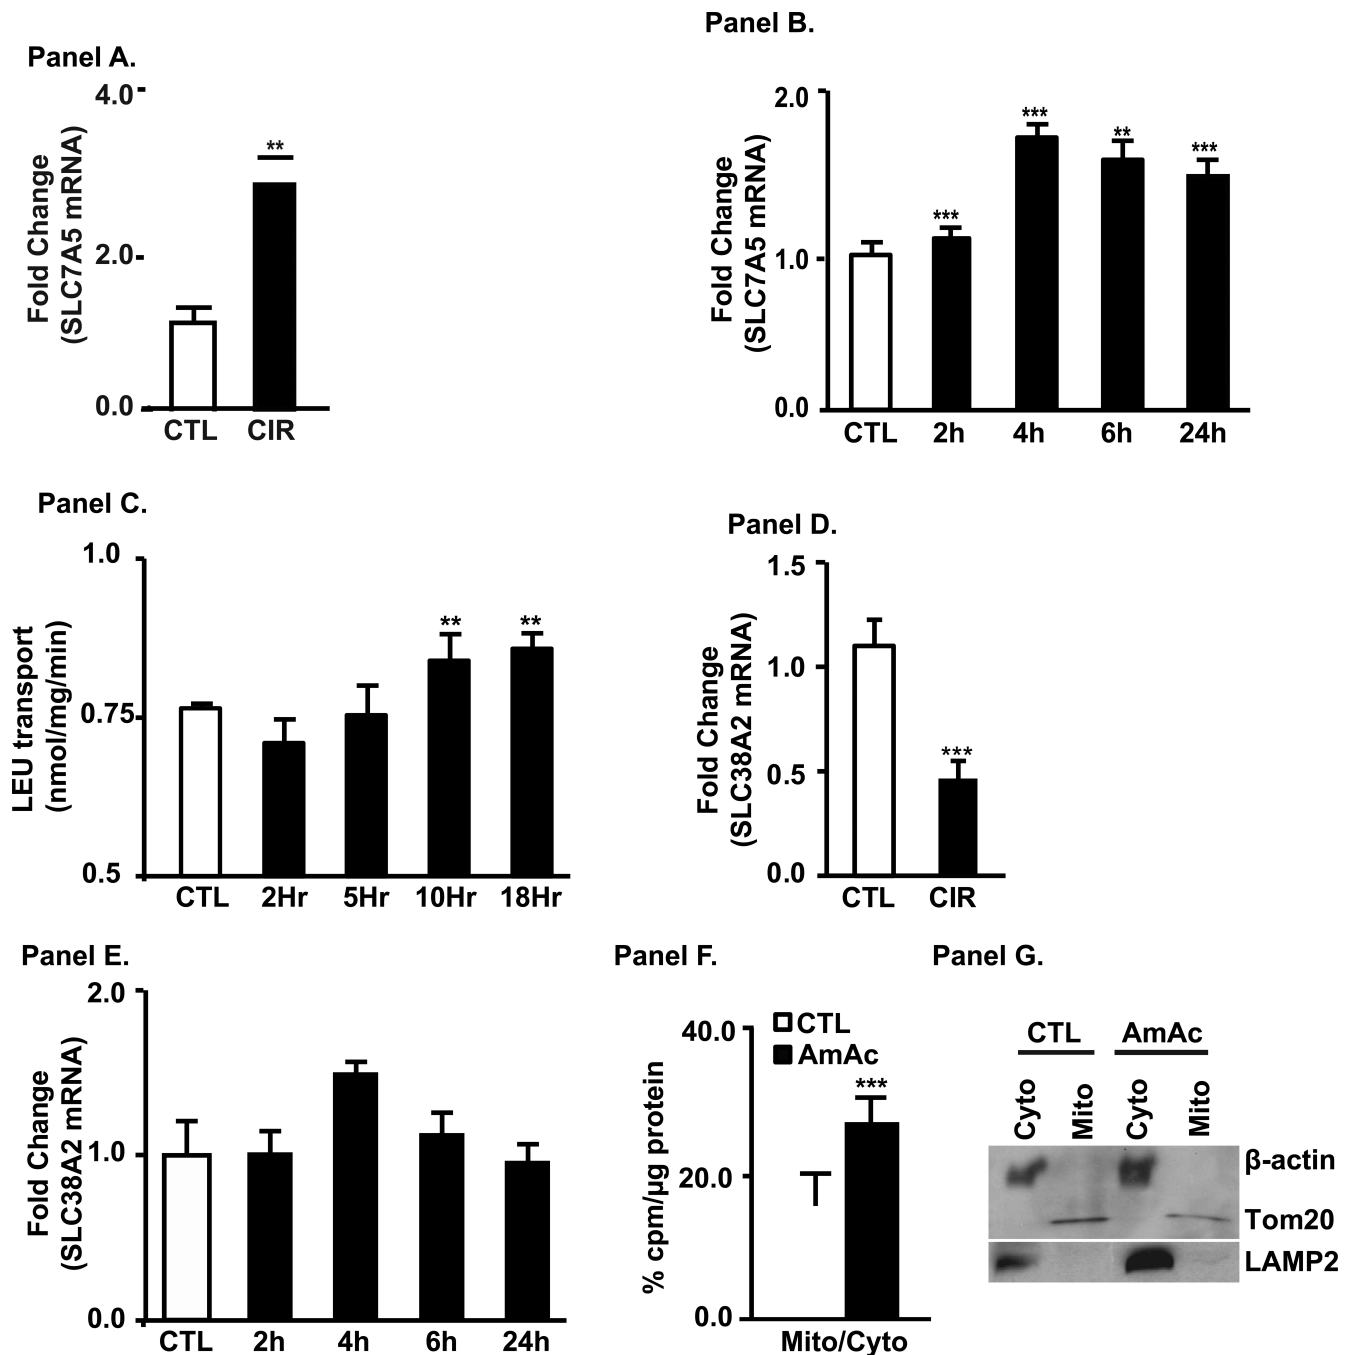 Panel A.
4.0
2.0
0.0
Fold Change
(SLC7A5 mRNA)
**
CTL CIR
Panel B.
2.0
1.0
0.0
Fold Change
(SLC7A5 mRNA)
***
***
**
***
CTL 2h 4h 6h 24h
Panel C.
1.0
0.75
0.5
LEU transport
(nmol/mg/min)
** **
CTL 2Hr 5Hr 10Hr 18Hr
Panel D.
1.5
1.0
0.5
0.0
Fold Change
(SLC38A2 mRNA)
***
CTL CIR
Panel E.
2.0
1.0
0.0
Fold Change
(SLC38A2 mRNA)
CTL 2h 4h 6h 24h
Panel F.
40.0
20.0
0.0
% cpm/µg protein
CTL
AmAc
***
Mito/Cyto
Panel G.
CTL AmAc
Cyto Mito Cyto Mito
β-actin
Tom20
LAMP2